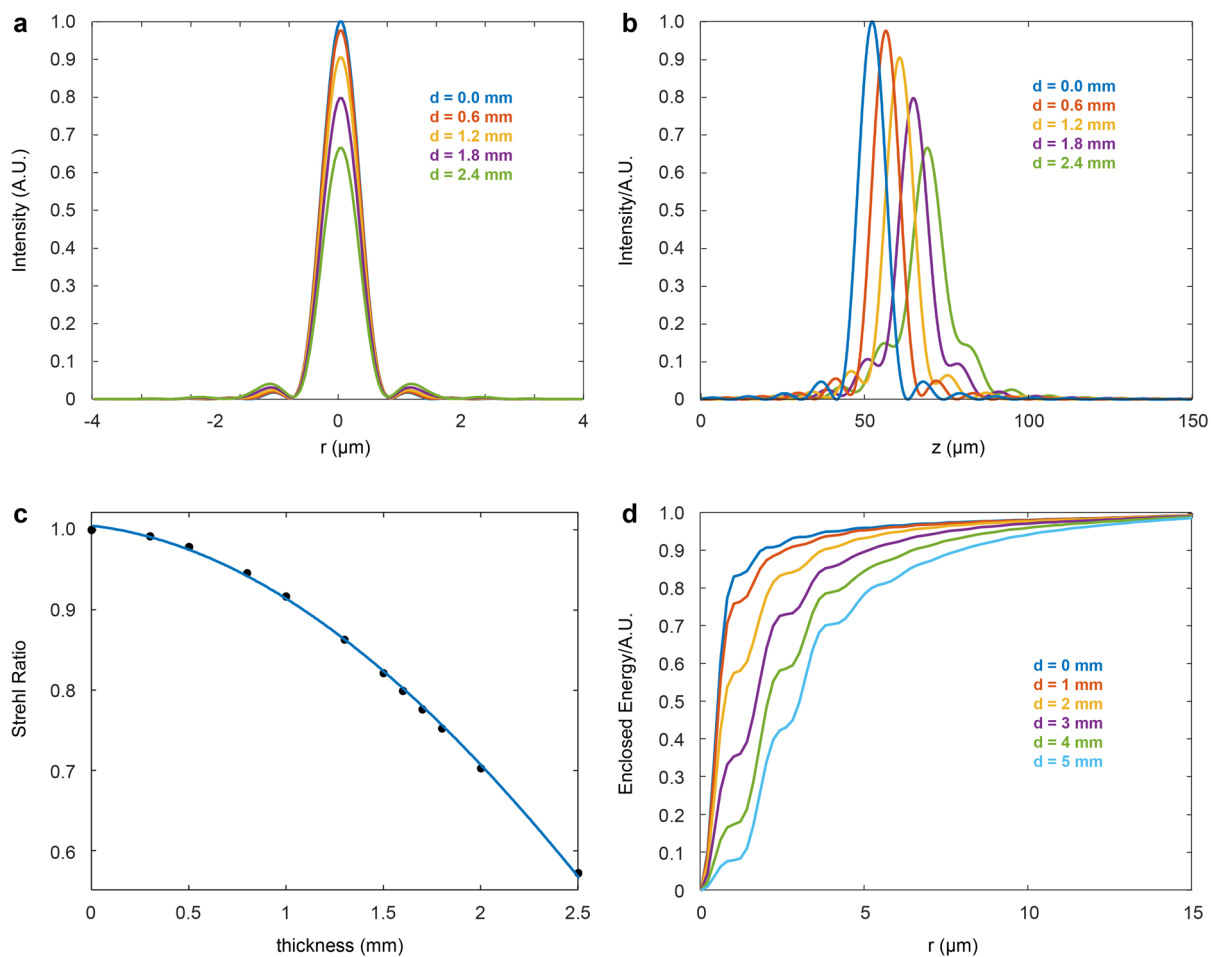 a
1.0
0.9
0.8
0.7
0.6
0.5
0.4
0.3
0.2
0.1
0
-4
-2
0
2
4
Intensity (A.U.)
r (μm)
d = 0.0 mm
d = 0.6 mm
d = 1.2 mm
d = 1.8 mm
d = 2.4 mm
b
1.0
0.9
0.8
0.7
0.6
0.5
0.4
0.3
0.2
0.1
0
0
50
100
150
Intensity/A.U.
z (μm)
d = 0.0 mm
d = 0.6 mm
d = 1.2 mm
d = 1.8 mm
d = 2.4 mm
c
1.0
0.9
0.8
0.7
0.6
0
0.5
1.0
1.5
2
2.5
Strehl Ratio
thickness (mm)
d
1.0
0.9
0.8
0.7
0.6
0.5
0.4
0.3
0.2
0.1
0
0
5
10
15
Enclosed Energy/A.U.
r (μm)
d = 0 mm
d = 1 mm
d = 2 mm
d = 3 mm
d = 4 mm
d = 5 mm